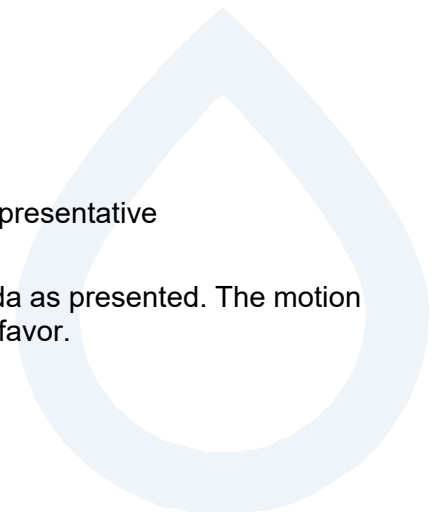 presentative
da as presented. The motion
favor.